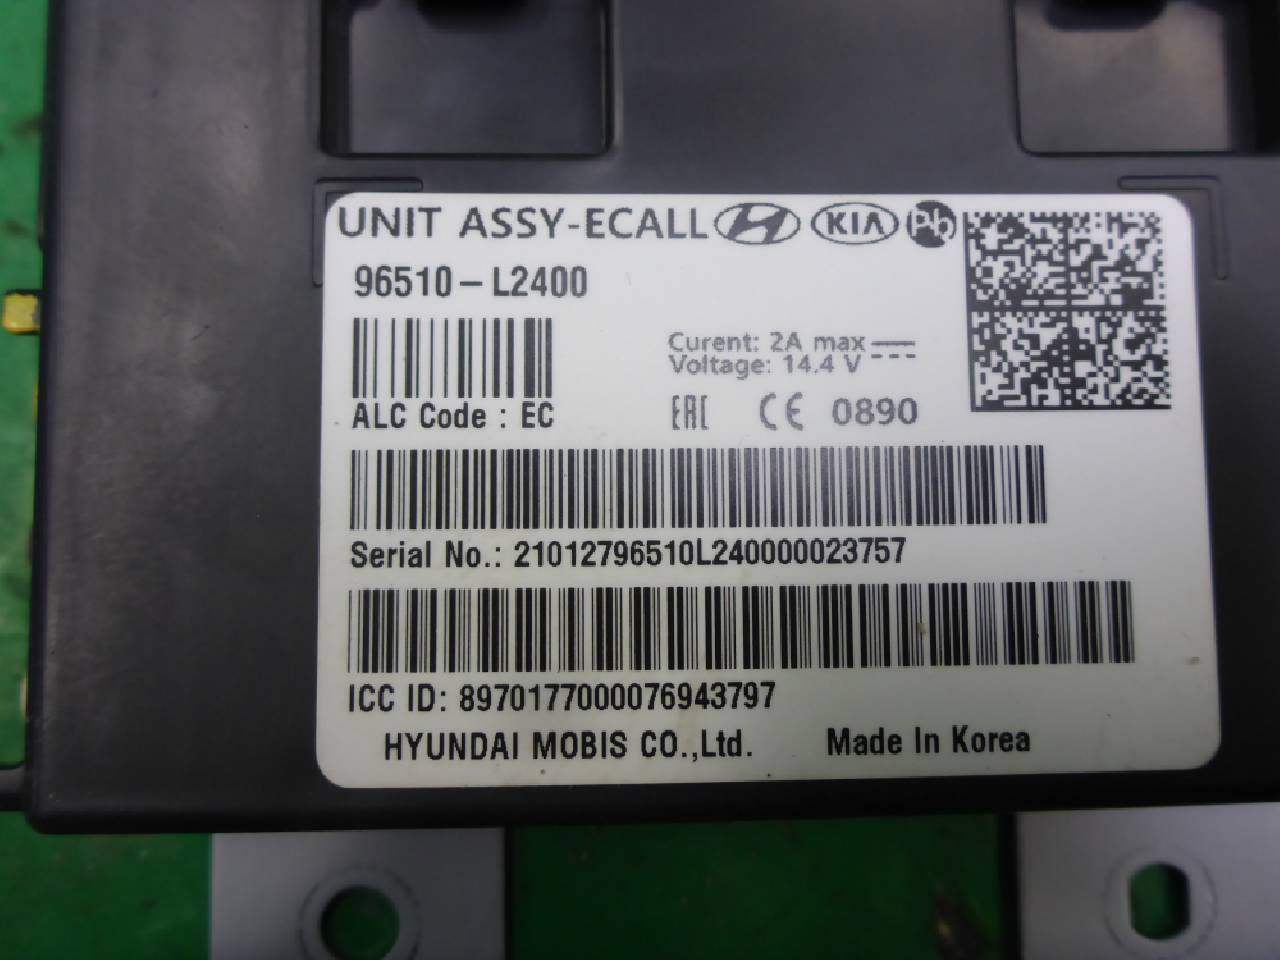 UNIT ASSY-ECALL KIA Pb
96510-L2400
Curent: 2A max
Voltage: 14.4 V
ALC Code : EC
EAC CE 0890
Serial No.: 21012796510L240000023757
ICC ID: 8970177000076943797
HYUNDAI MOBIS CO.,Ltd. Made In Korea